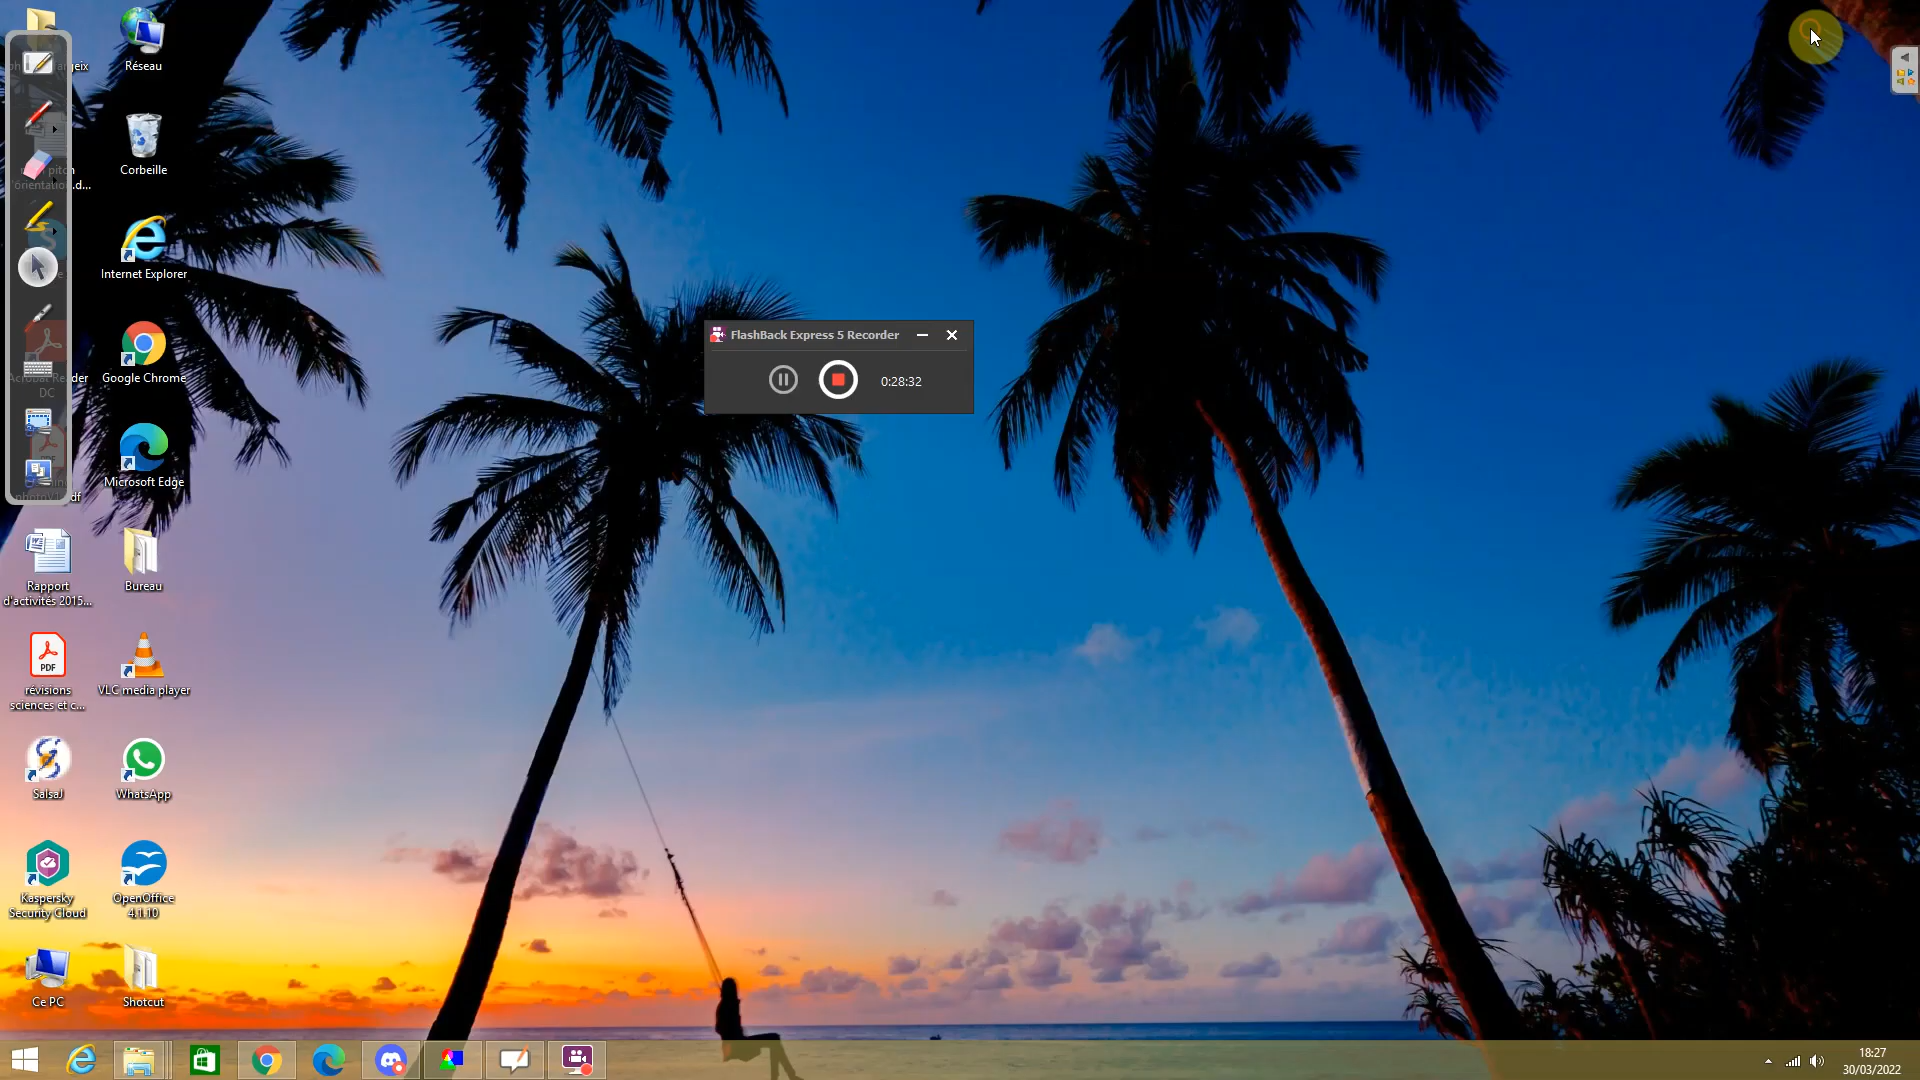 Réseau
Corbeille
Internet Explorer
Google Chrome
DC
Microsoft Edge
Rapport
d'activités 2015...
Bureau
PDF
révisions
sciences et c...
VLC media player
SalsaJ
WhatsApp
Kaspersky
Security Cloud
OpenOffice
4.1.10
Ce PC
Shotcut
FlashBack Express 5 Recorder
0:28:32
18:27
30/03/2022